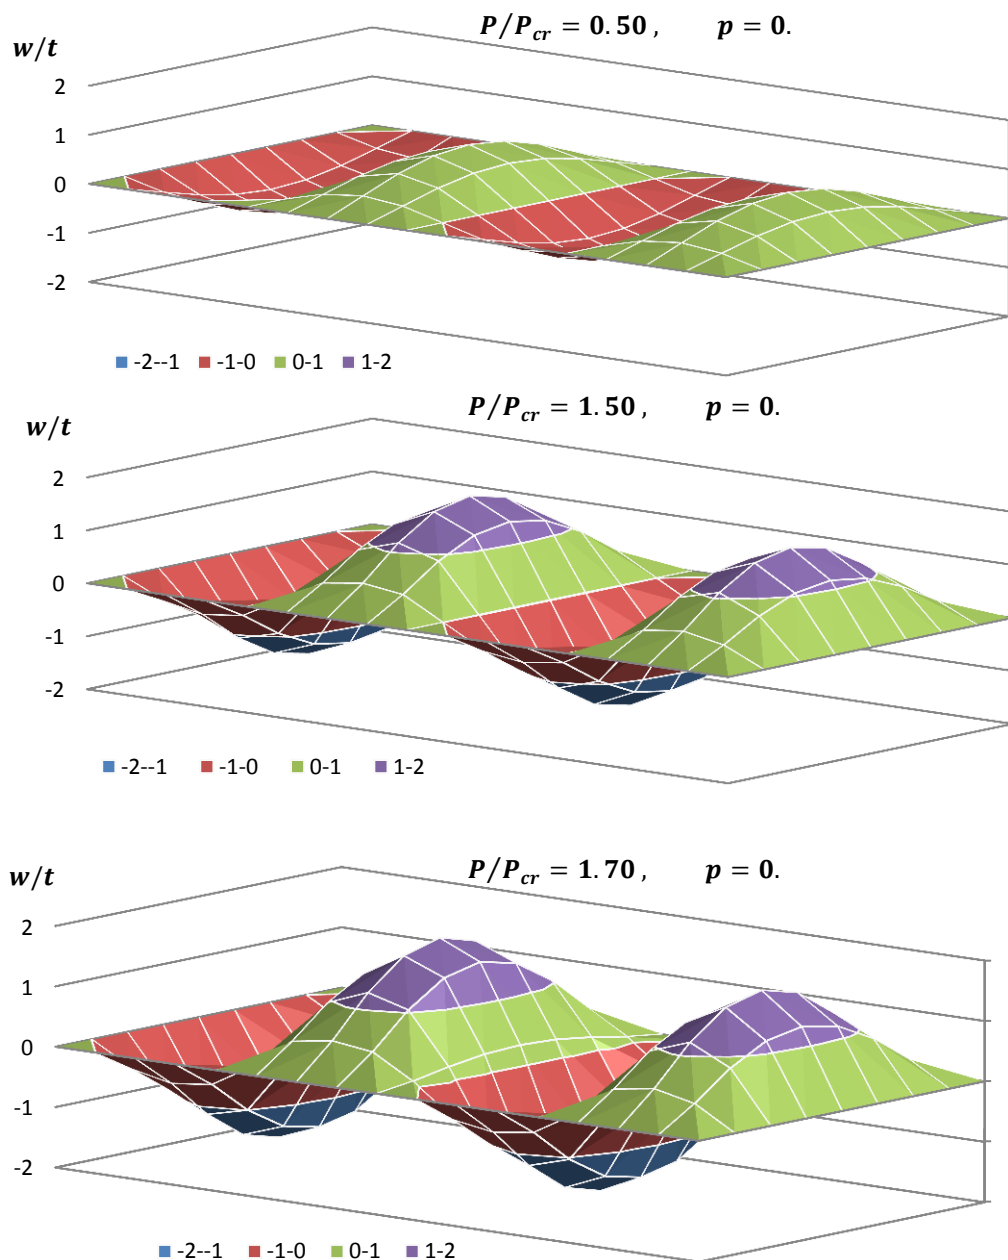 P/P_cr = 0.50 ,    p = 0.
w/t
2
1
0
-1
-2
-2--1 -1-0 0-1 1-2
P/P_cr = 1.50 ,    p = 0.
w/t
2
1
0
-1
-2
-2--1 -1-0 0-1 1-2
P/P_cr = 1.70 ,    p = 0.
w/t
2
1
0
-1
-2
-2--1 -1-0 0-1 1-2